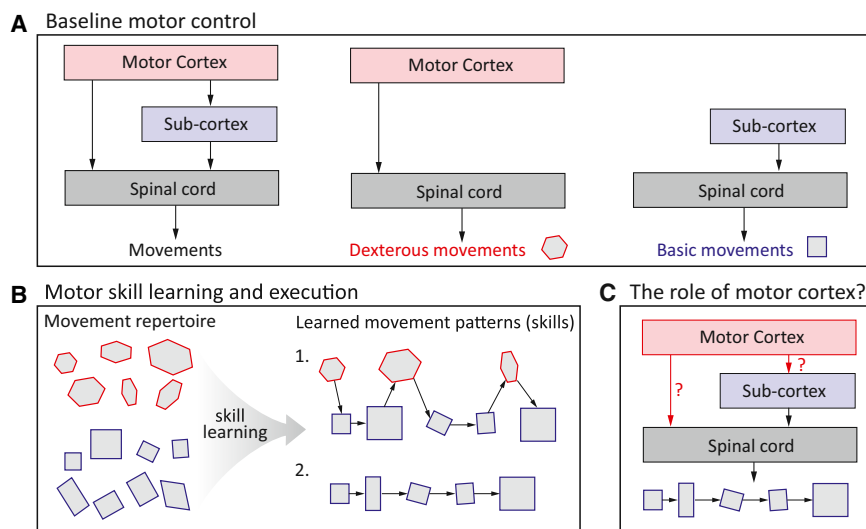 A Baseline motor control
Motor Cortex
Sub-cortex
Spinal cord
Movements
Motor Cortex
Spinal cord
Dexterous movements
Sub-cortex
Spinal cord
Basic movements
B Motor skill learning and execution
Movement repertoire
skill
learning
Learned movement patterns (skills)
1.
2.
C The role of motor cortex?
Motor Cortex
?
?
Sub-cortex
Spinal cord